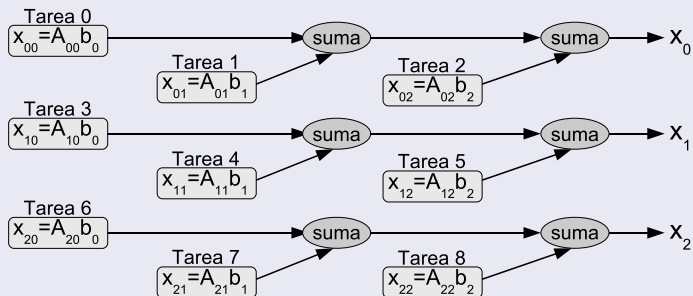 Tarea 0
x₀₀=A₀₀b₀
suma
suma
x₀
Tarea 1
x₀₁=A₀₁b₁
Tarea 2
x₀₂=A₀₂b₂
Tarea 3
x₁₀=A₁₀b₀
suma
suma
x₁
Tarea 4
x₁₁=A₁₁b₁
Tarea 5
x₁₂=A₁₂b₂
Tarea 6
x₂₀=A₂₀b₀
suma
suma
x₂
Tarea 7
x₂₁=A₂₁b₁
Tarea 8
x₂₂=A₂₂b₂